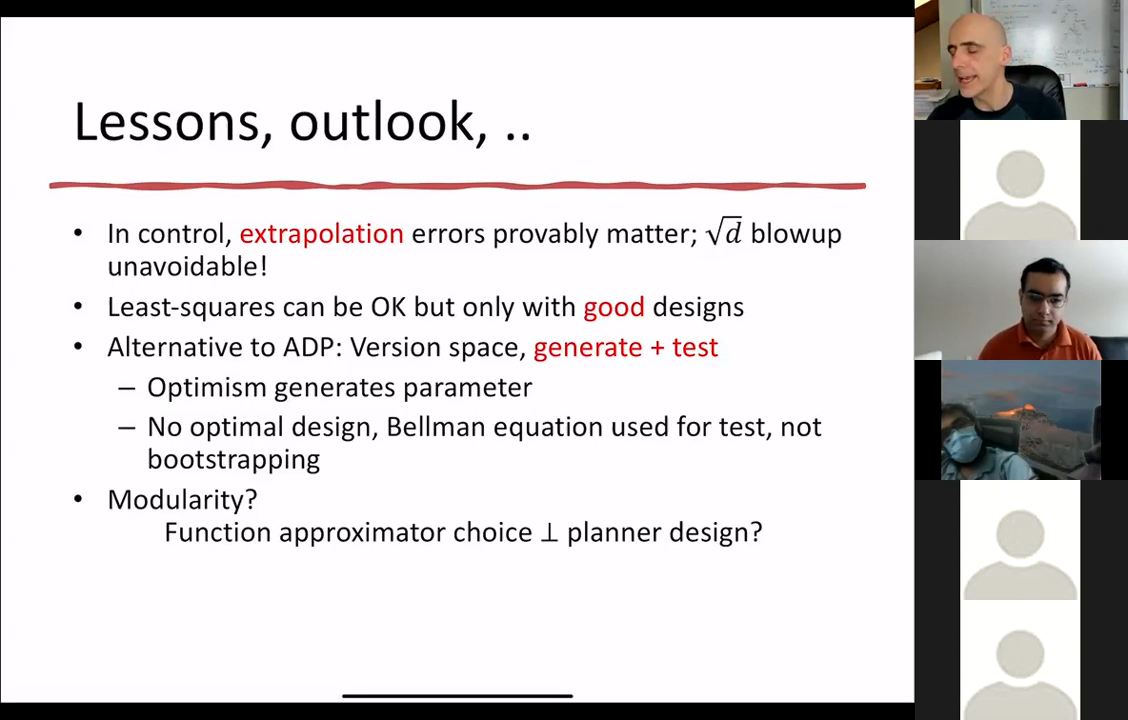 Lessons, outlook, ..
• In control, extrapolation errors provably matter; √d blowup
unavoidable!
• Least-squares can be OK but only with good designs
• Alternative to ADP: Version space, generate + test
– Optimism generates parameter
– No optimal design, Bellman equation used for test, not
bootstrapping
• Modularity?
Function approximator choice ⊥ planner design?